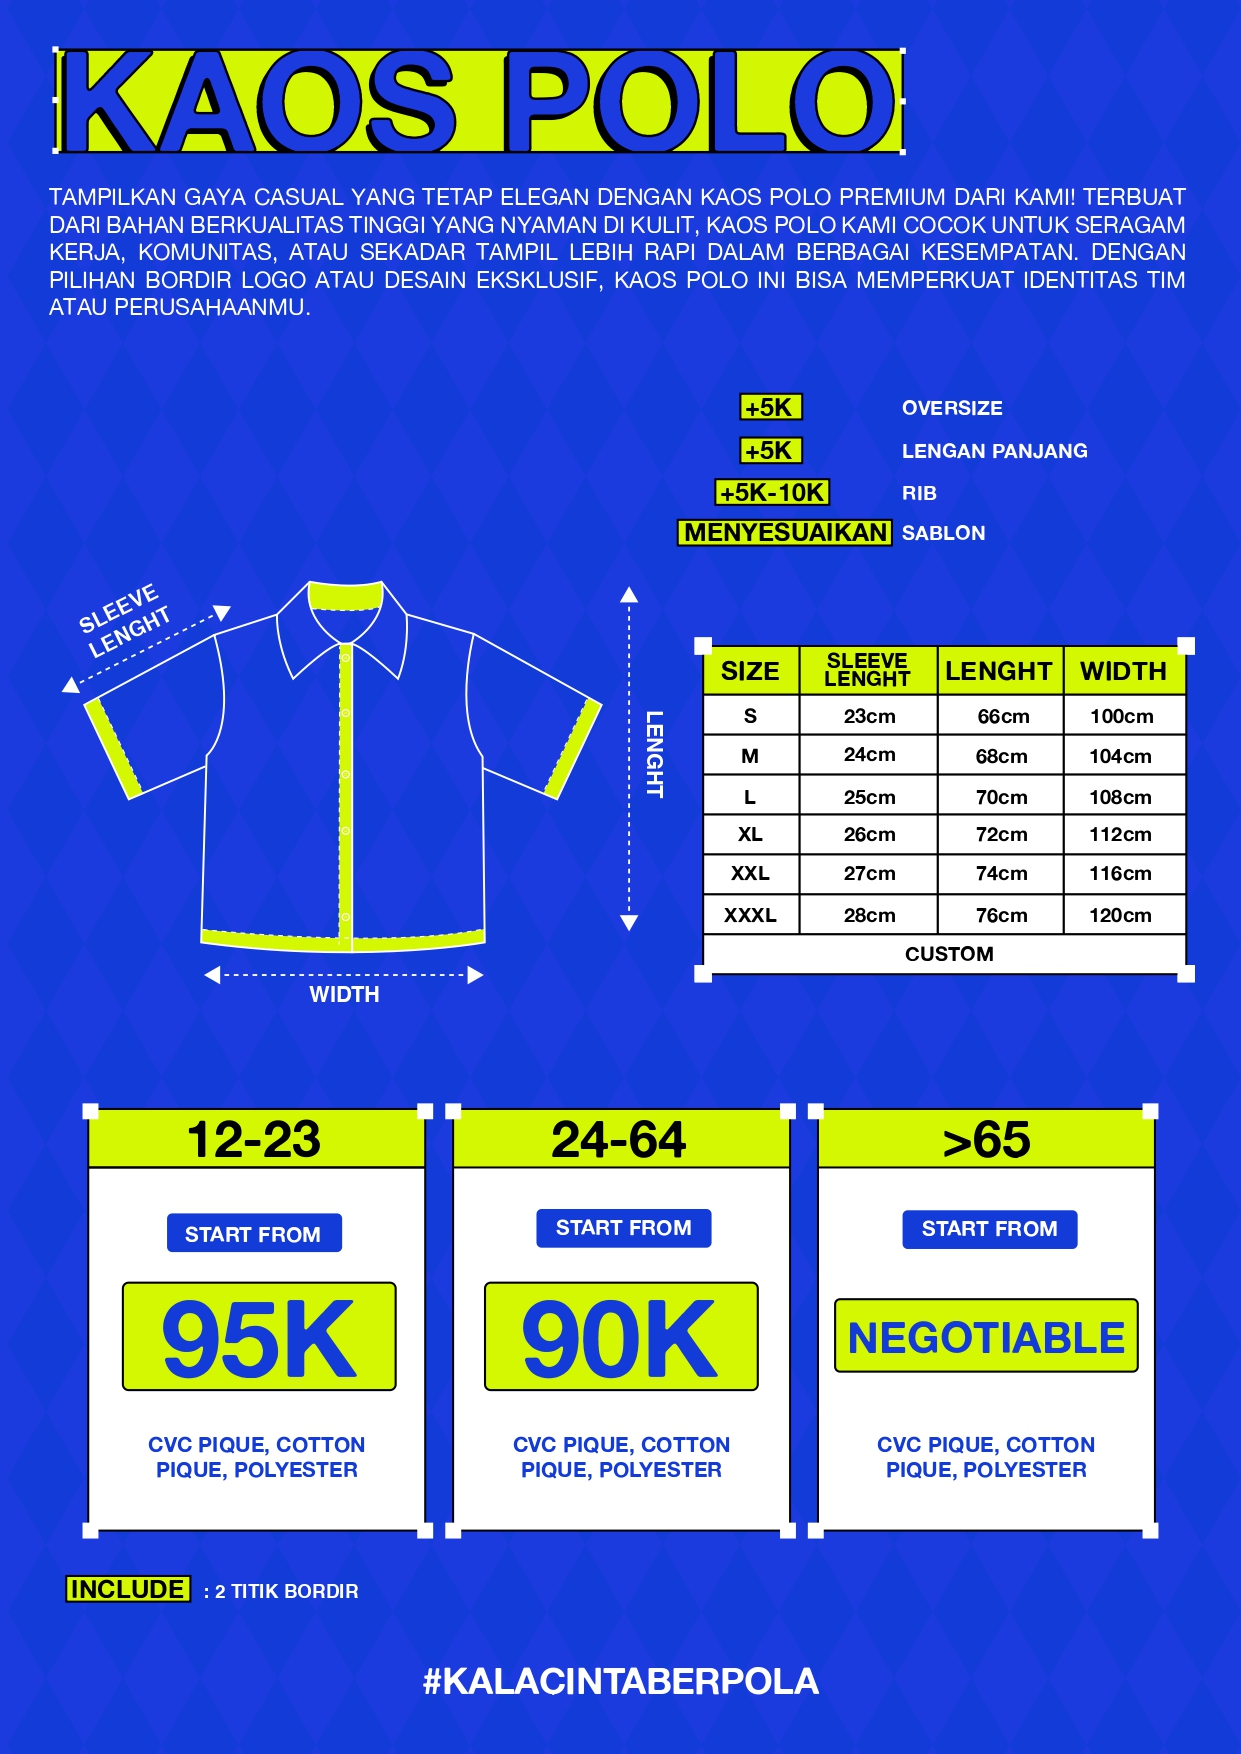 KAOS POLO
TAMPILKAN GAYA CASUAL YANG TETAP ELEGAN DENGAN KAOS POLO PREMIUM DARI KAMI! TERBUAT
DARI BAHAN BERKUALITAS TINGGI YANG NYAMAN DI KULIT, KAOS POLO KAMI COCOK UNTUK SERAGAM
KERJA, KOMUNITAS, ATAU SEKADAR TAMPIL LEBIH RAPI DALAM BERBAGAI KESEMPATAN. DENGAN
PILIHAN BORDIR LOGO ATAU DESAIN EKSKLUSIF, KAOS POLO INI BISA MEMPERKUAT IDENTITAS TIM
ATAU PERUSAHAANMU.
+5K OVERSIZE
+5K LENGAN PANJANG
+5K-10K RIB
MENYESUAIKAN SABLON
SLEEVE
LENGHT
LENGHT
WIDTH
SIZE SLEEVE LENGHT LENGHT WIDTH
S 23cm 66cm 100cm
M 24cm 68cm 104cm
L 25cm 70cm 108cm
XL 26cm 72cm 112cm
XXL 27cm 74cm 116cm
XXXL 28cm 76cm 120cm
CUSTOM
12-23
START FROM
95K
CVC PIQUE, COTTON
PIQUE, POLYESTER
24-64
START FROM
90K
CVC PIQUE, COTTON
PIQUE, POLYESTER
>65
START FROM
NEGOTIABLE
CVC PIQUE, COTTON
PIQUE, POLYESTER
INCLUDE : 2 TITIK BORDIR
#KALACINTABERPOLA